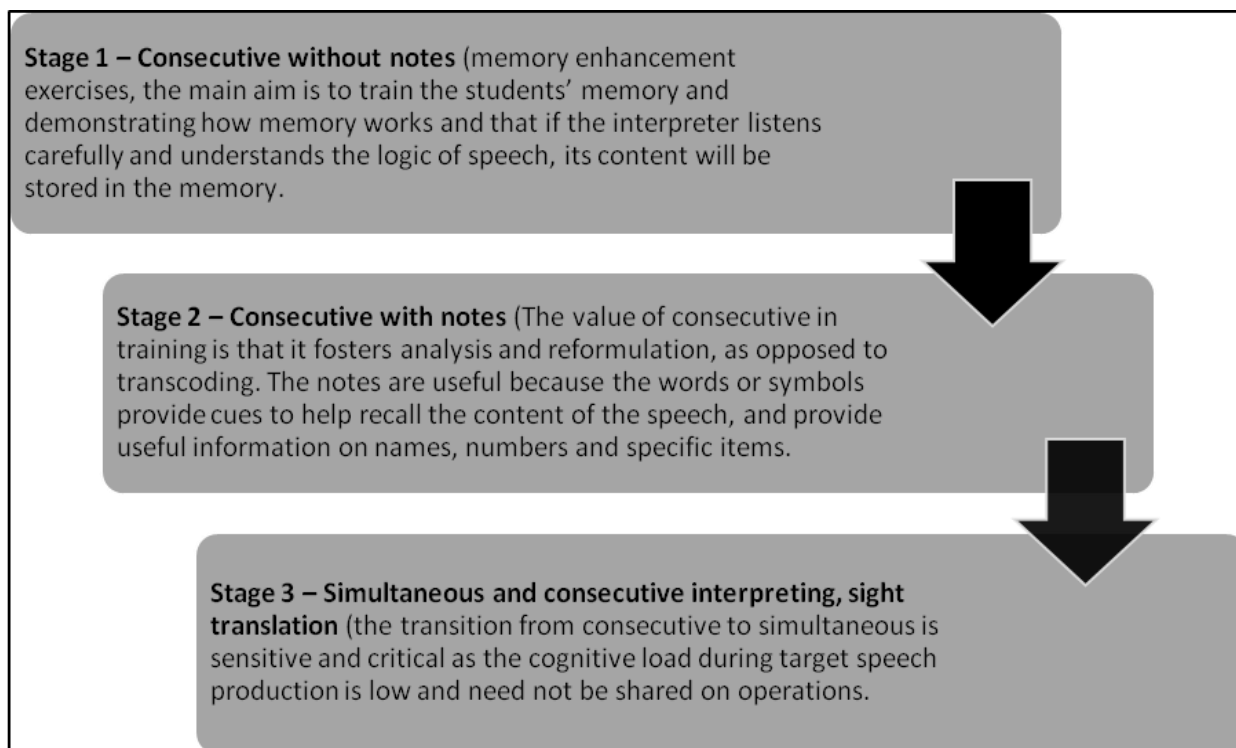 Stage 1 – Consecutive without notes (memory enhancement
exercises, the main aim is to train the students’ memory and
demonstrating how memory works and that if the interpreter listens
carefully and understands the logic of speech, its content will be
stored in the memory.
Stage 2 – Consecutive with notes (The value of consecutive in
training is that it fosters analysis and reformulation, as opposed to
transcoding. The notes are useful because the words or symbols
provide cues to help recall the content of the speech, and provide
useful information on names, numbers and specific items.
Stage 3 – Simultaneous and consecutive interpreting, sight
translation (the transition from consecutive to simultaneous is
sensitive and critical as the cognitive load during target speech
production is low and need not be shared on operations.